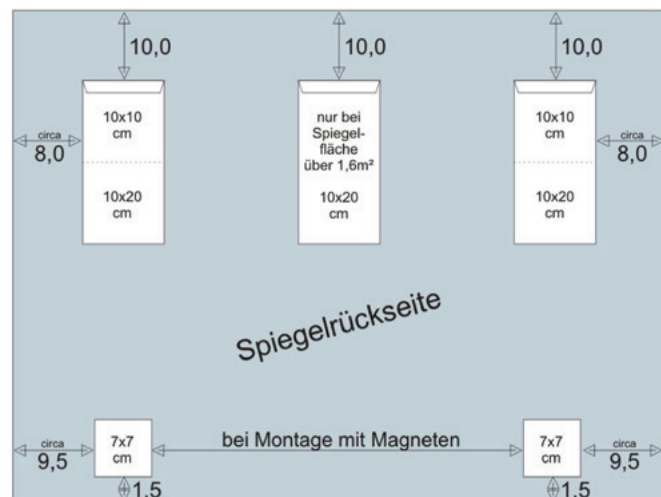 10,0 10,0 10,0
10x10
cm
nur bei
Spiegel-
fläche
über 1,6m²
10x10
cm
circa
8,0
circa
8,0
10x20
cm
10x20
cm
10x20
cm
Spiegelrückseite
circa
9,5
7x7
cm
bei Montage mit Magneten
7x7
cm
circa
9,5
1,5 1,5